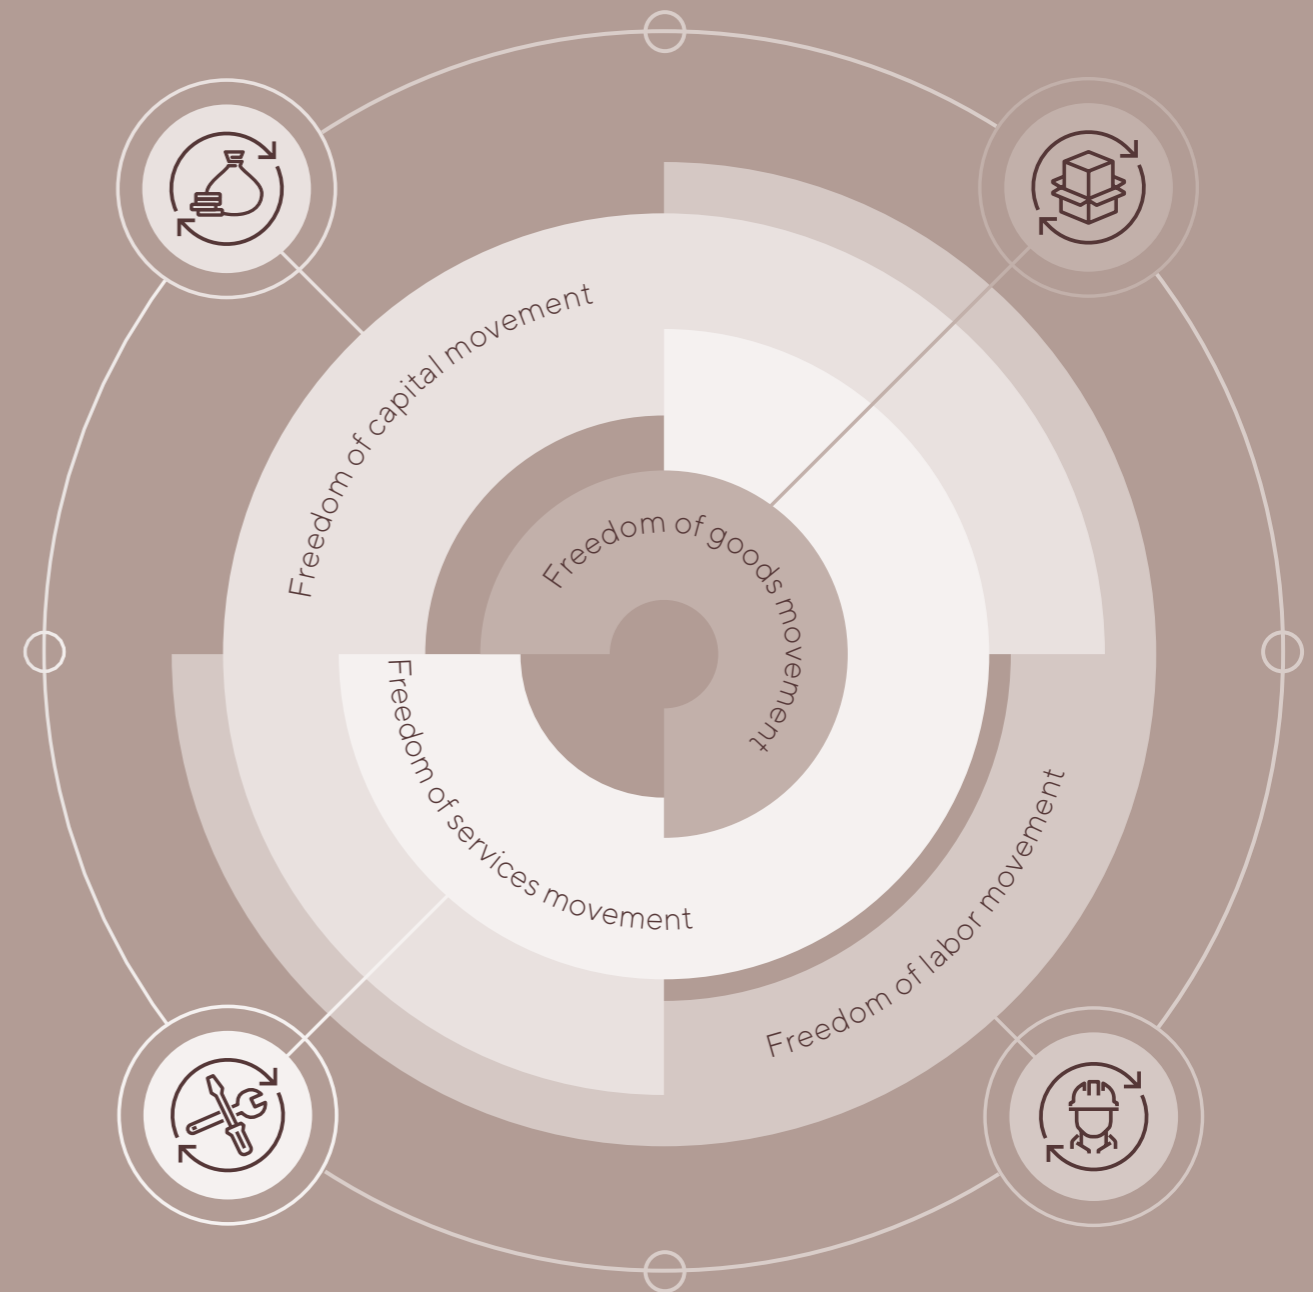 Freedom of capital movement
Freedom of goods movement
Freedom of services movement
Freedom of labor movement